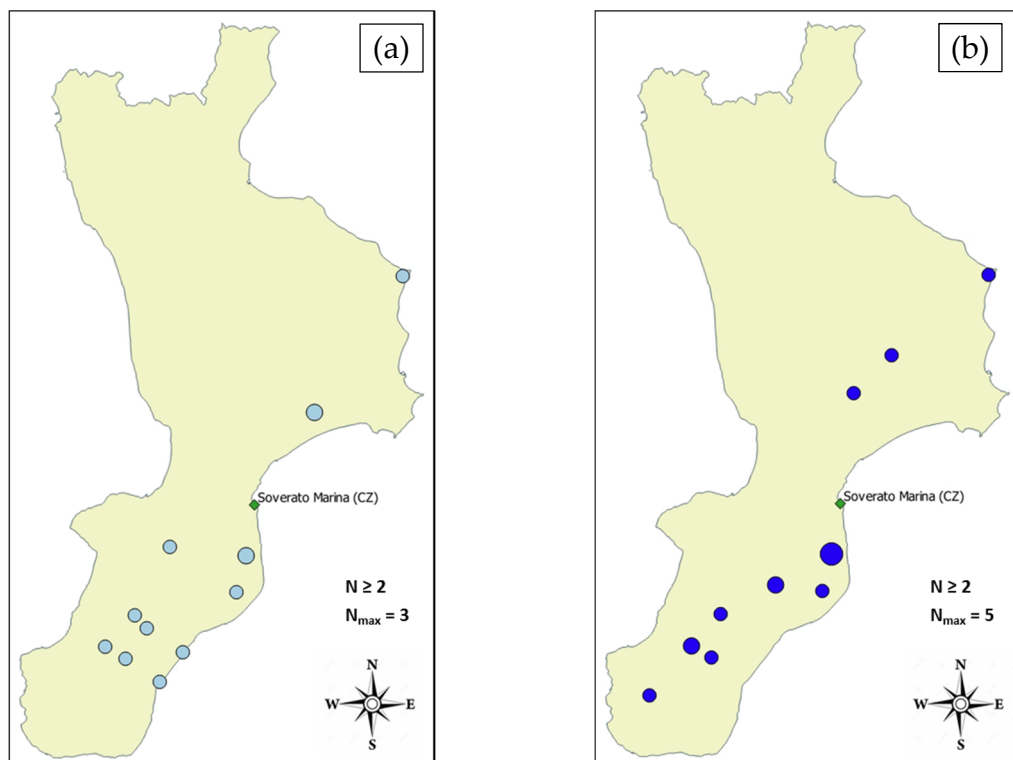 (a)
Soverato Marina (CZ)
N ≥ 2
Nmax = 3
N
W E
S
(b)
Soverato Marina (CZ)
N ≥ 2
Nmax = 5
N
W E
S